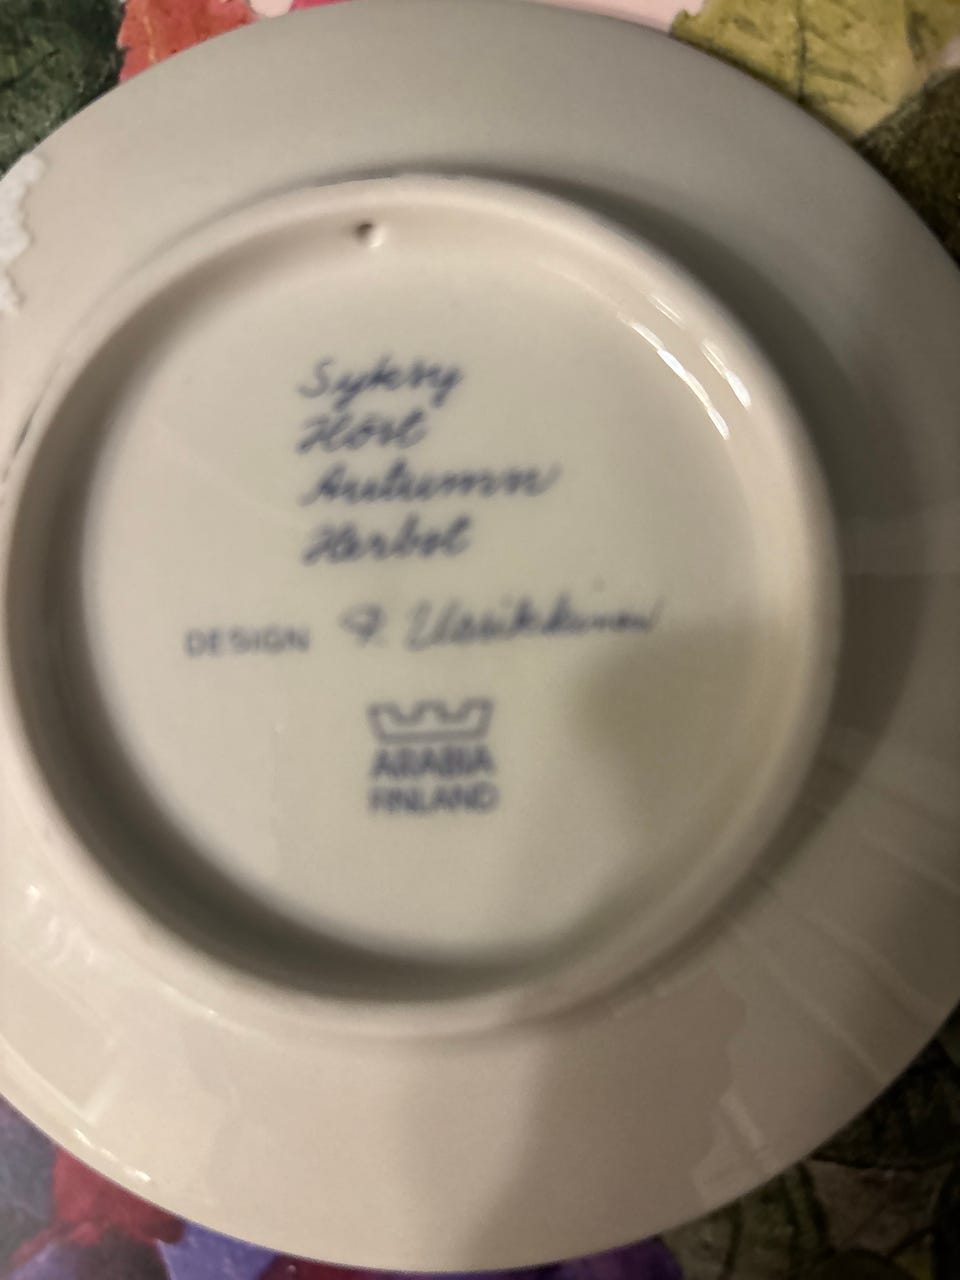 Syksy
Höst
Autumn
Herbst
DESIGN
ARABIA
FINLAND